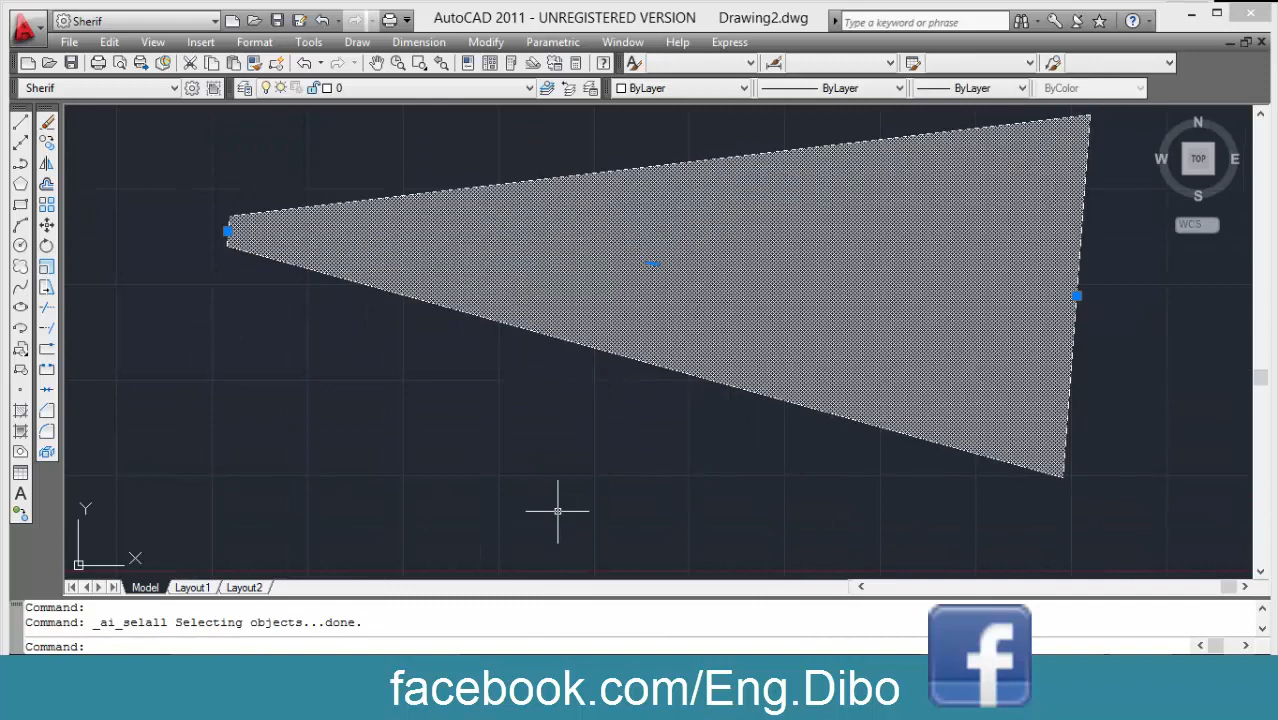 Sherif
AutoCAD 2011 - UNREGISTERED VERSION Drawing2.dwg
Type a keyword or phrase
File Edit View Insert Format Tools Draw Dimension Modify Parametric Window Help Express
Sherif
0
ByLayer
ByLayer
ByLayer
ByColor
N
W TOP E
S
WCS
Y
X
Model Layout1 Layout2
Command:
Command: _ai_selall Selecting objects...done.
Command:
facebook.com/Eng.Dibo